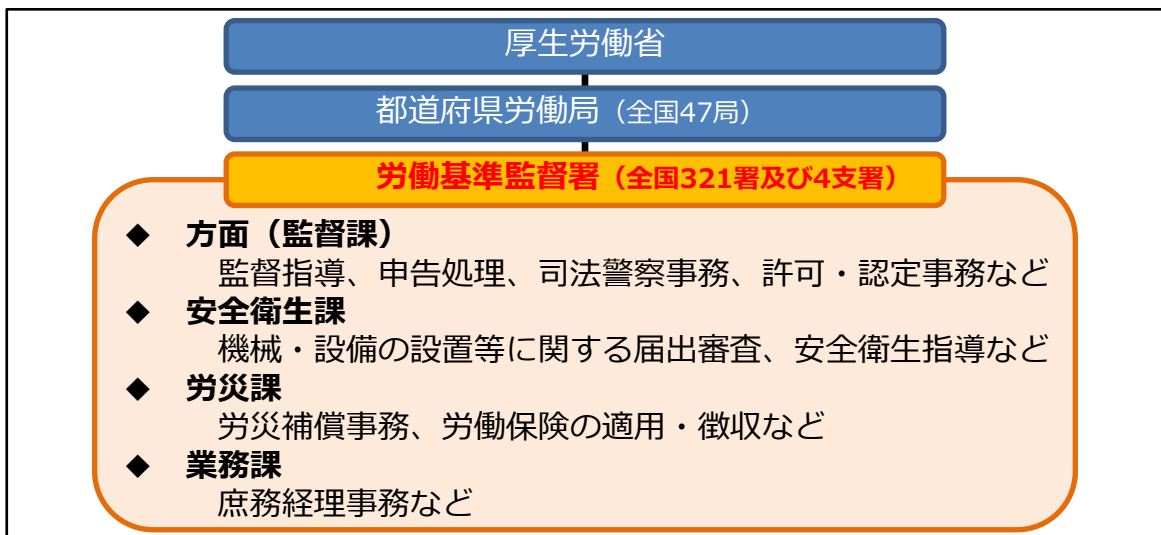 厚生労働省
都道府県労働局（全国47局）
労働基準監督署（全国321署及び4支署）
◆ 方面（監督課）
監督指導、申告処理、司法警察事務、許可・認定事務など
◆ 安全衛生課
機械・設備の設置等に関する届出審査、安全衛生指導など
◆ 労災課
労災補償事務、労働保険の適用・徴収など
◆ 業務課
庶務経理事務など